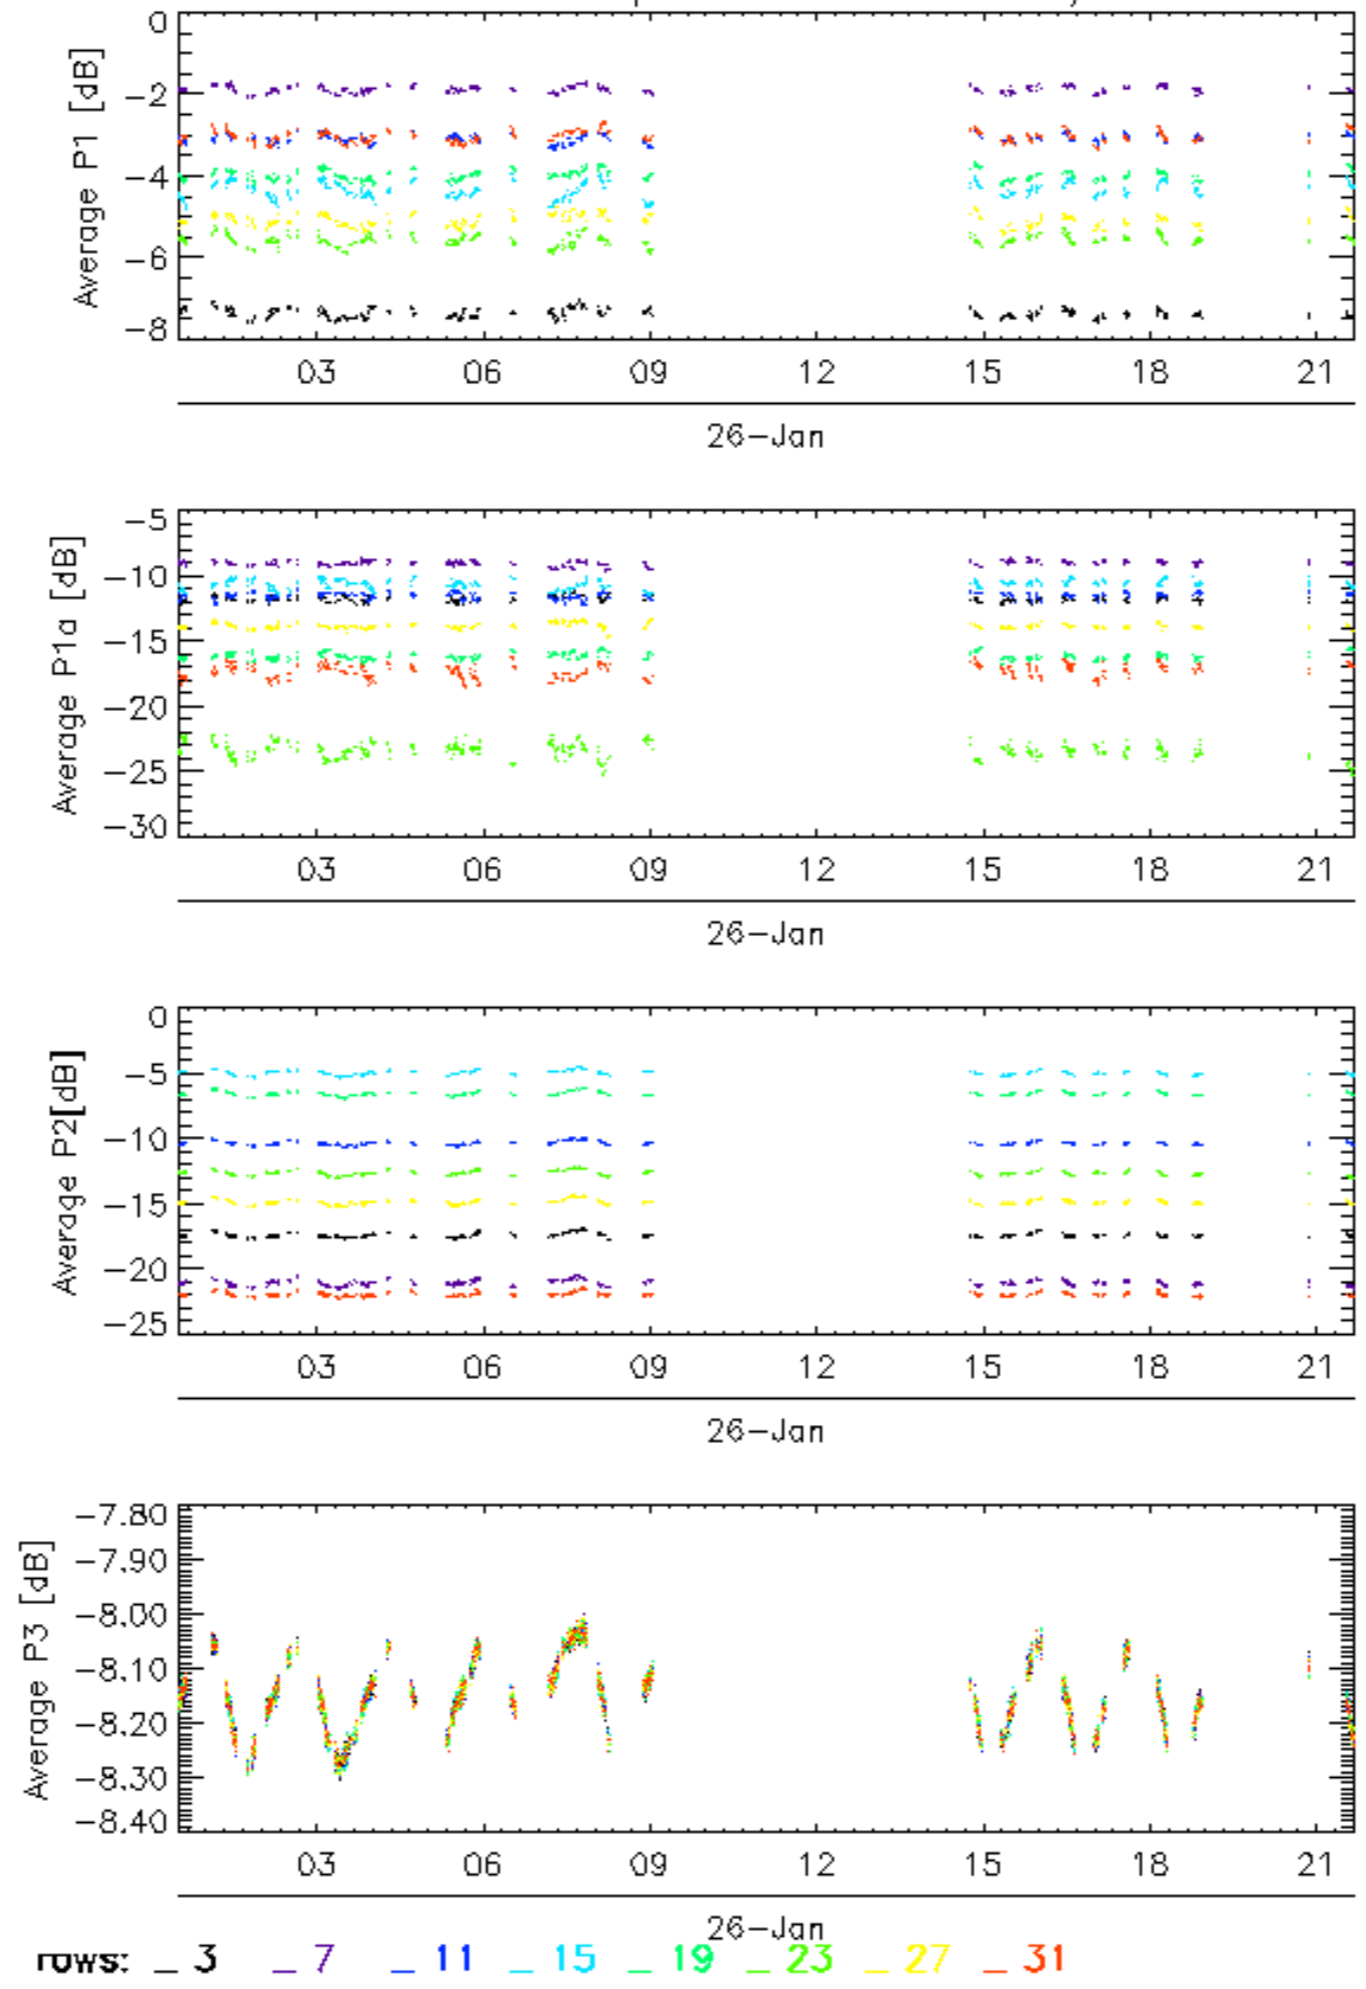 Average P1 [dB]
0
-2
-4
-6
-8
03 06 09 12 15 18 21
26-Jan
Average P1a [dB]
-5
-10
-15
-20
-25
-30
03 06 09 12 15 18 21
26-Jan
Average P2[dB]
0
-5
-10
-15
-20
-25
03 06 09 12 15 18 21
26-Jan
Average P3 [dB]
-7.80
-7.90
-8.00
-8.10
-8.20
-8.30
-8.40
03 06 09 12 15 18 21
26-Jan
rows: _ 3 _ 7 _ 11 _ 15 _ 19 _ 23 _ 27 _ 31